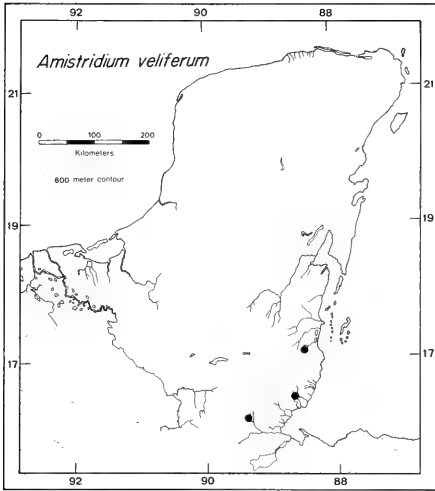 92 90 88
Amistridium veliferum
21 21
0 100 200
Kilometers
600 meter contour
19 19
17 17
92 90 88